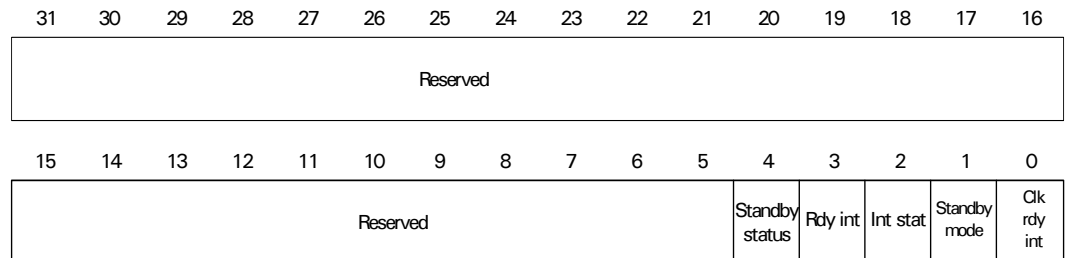 31 30 29 28 27 26 25 24 23 22 21 20 19 18 17 16
Reserved
15 14 13 12 11 10 9 8 7 6 5 4 3 2 1 0
Reserved
Standby
status
Rdy int
Int stat
Standby
mode
Clk
rdy
int